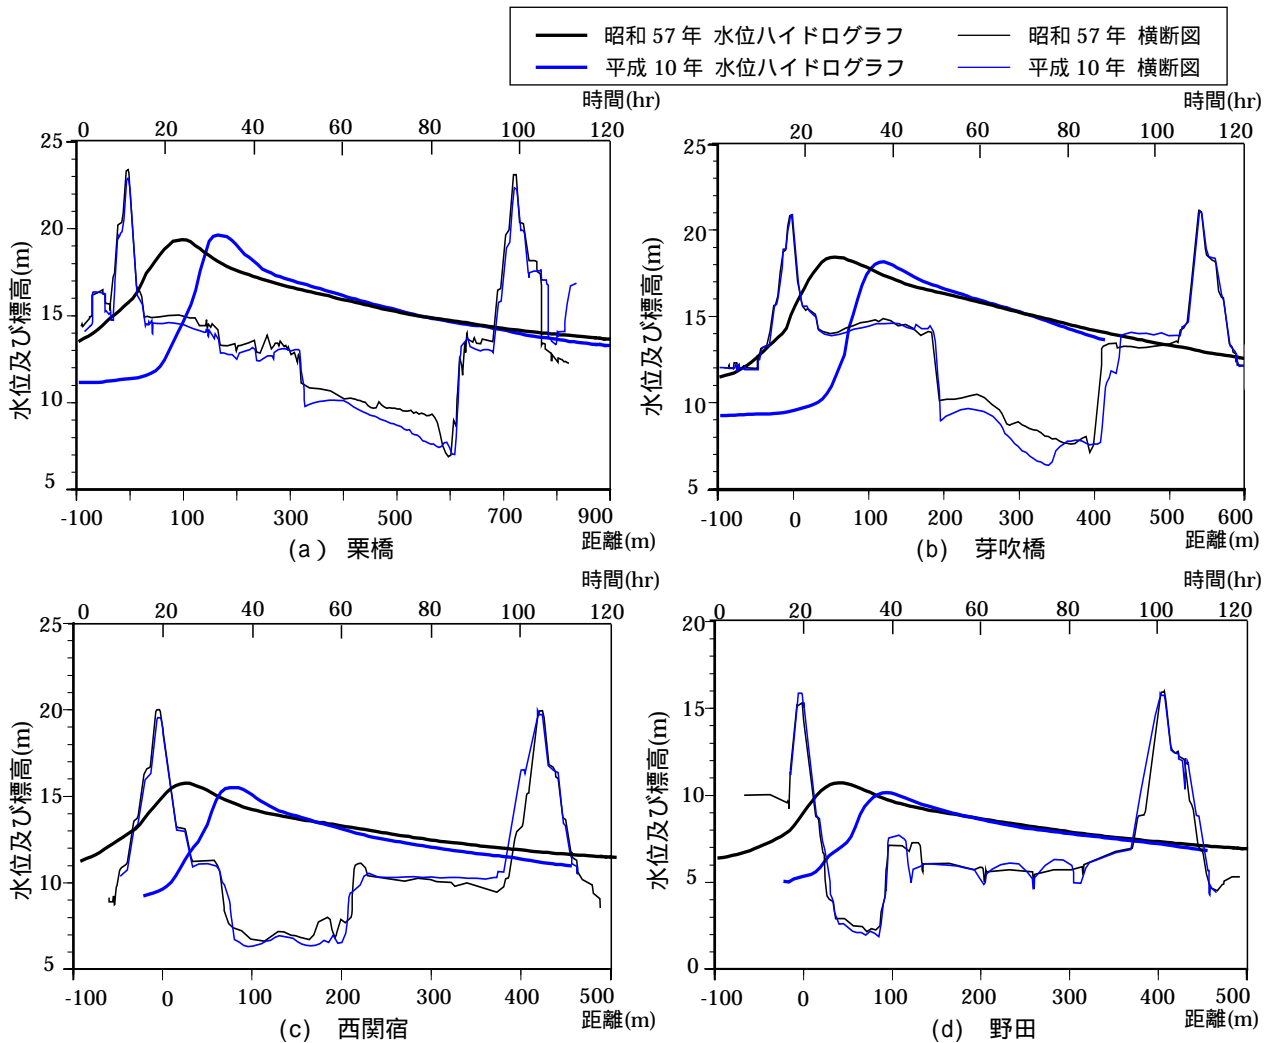 昭和 57 年 水位ハイドログラフ 昭和 57 年 横断図
平成 10 年 水位ハイドログラフ 平成 10 年 横断図
時間(hr)
0 20 40 60 80 100 120
水位及び標高(m)
25
20
15
10
5
-100 100 300 500 700 900
距離(m)
(a) 栗橋
時間(hr)
20 40 60 80 100 120
水位及び標高(m)
25
20
15
10
5
-100 0 100 200 300 400 500 600
距離(m)
(b) 芽吹橋
時間(hr)
0 20 40 60 80 100 120
水位及び標高(m)
25
20
15
10
5
-100 0 100 200 300 400 500
距離(m)
(c) 西関宿
時間(hr)
0 20 40 60 80 100 120
水位及び標高(m)
20
15
10
5
0
-100 0 100 200 300 400 500
距離(m)
(d) 野田